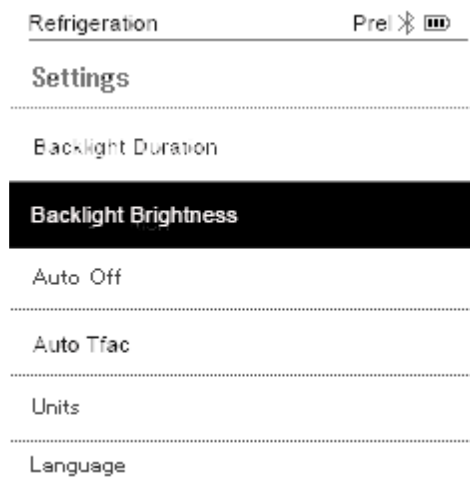 Refrigeration Prel
Settings
Backlight Duration
Backlight Brightness
Auto Off
Auto Tfac
Units
Language